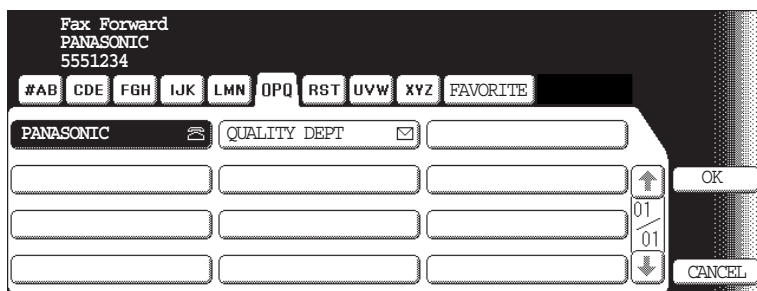 Fax Forward
PANASONIC
5551234
#AB CDE FGH IJK LMN OPQ RST UVW XYZ FAVORITE
PANASONIC QUALITY DEPT
OK
01
01
CANCEL